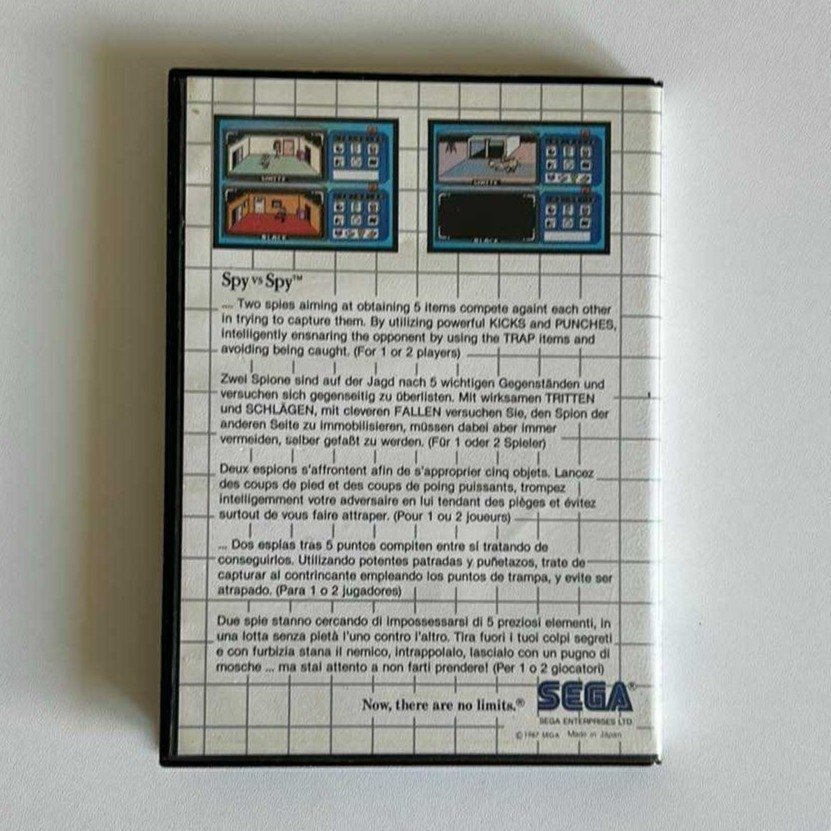 WHITE
BLACK
WHITE
BLACK
Spy vs Spy™
... Two spies aiming at obtaining 5 items compete againt each other
in trying to capture them. By utilizing powerful KICKS and PUNCHES,
intelligently ensnaring the opponent by using the TRAP items and
avoiding being caught. (For 1 or 2 players)
Zwei Spione sind auf der Jagd nach 5 wichtigen Gegenständen und
versuchen sich gegenseitig zu überlisten. Mit wirksamen TRITTEN
und SCHLÄGEN, mit cleveren FALLEN versuchen Sie, den Spion der
anderen Seite zu immobilisieren, müssen dabei aber immer
vermeiden, selber gefaßt zu werden. (Für 1 oder 2 Spieler)
Deux espions s'affrontent afin de s'approprier cinq objets. Lancez
des coups de pied et des coups de poing puissants, trompez
intelligemment votre adversaire en lui tendant des pièges et évitez
surtout de vous faire attraper. (Pour 1 ou 2 joueurs)
... Dos espias tras 5 puntos compiten entre si tratando de
conseguirlos. Utilizando potentes patradas y puñetazos, trate de
capturar al contrincante empleando los puntos de trampa, y evite ser
atrapado. (Para 1 o 2 jugadores)
Due spie stanno cercando di impossessarsi di 5 preziosi elementi, in
una lotta senza pietà l'uno contro l'altro. Tira fuori i tuoi colpi segreti
e con furbizia stana il nemico, intrappolalo, lascialo con un pugno di
mosche ... ma stai attento a non farti prendere! (Per 1 o 2 giocatori)
Now, there are no limits.®
SEGA®
SEGA ENTERPRISES LTD.
© 1987 SEGA Made in Japan